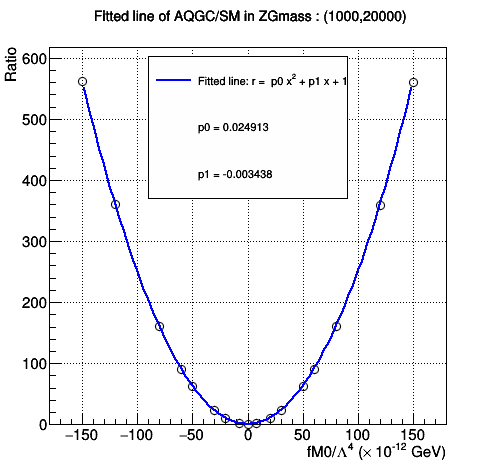 FItted line of AQGC/SM in ZGmass : (1000,20000)
Ratio
600
500
400
300
200
100
0
Fitted line: r = p0 x² + p1 x + 1
p0 = 0.024913
p1 = -0.003438
−150 −100 −50 0 50 100 150
fM0/Λ⁴ (× 10⁻¹² GeV)